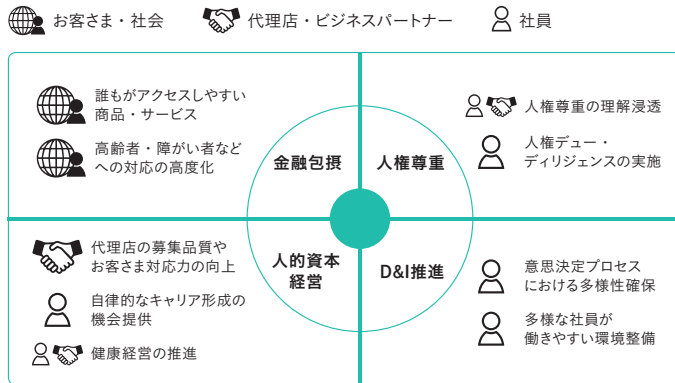 お客さま・社会
代理店・ビジネスパートナー
社員
誰もがアクセスしやすい
商品・サービス
高齢者・障がい者など
への対応の高度化
金融包摂
人権尊重
人権尊重の理解浸透
人権デュー・
ディリジェンスの実施
代理店の募集品質や
お客さま対応力の向上
自律的なキャリア形成の
機会提供
健康経営の推進
人的資本
経営
D&I推進
意思決定プロセス
における多様性確保
多様な社員が
働きやすい環境整備